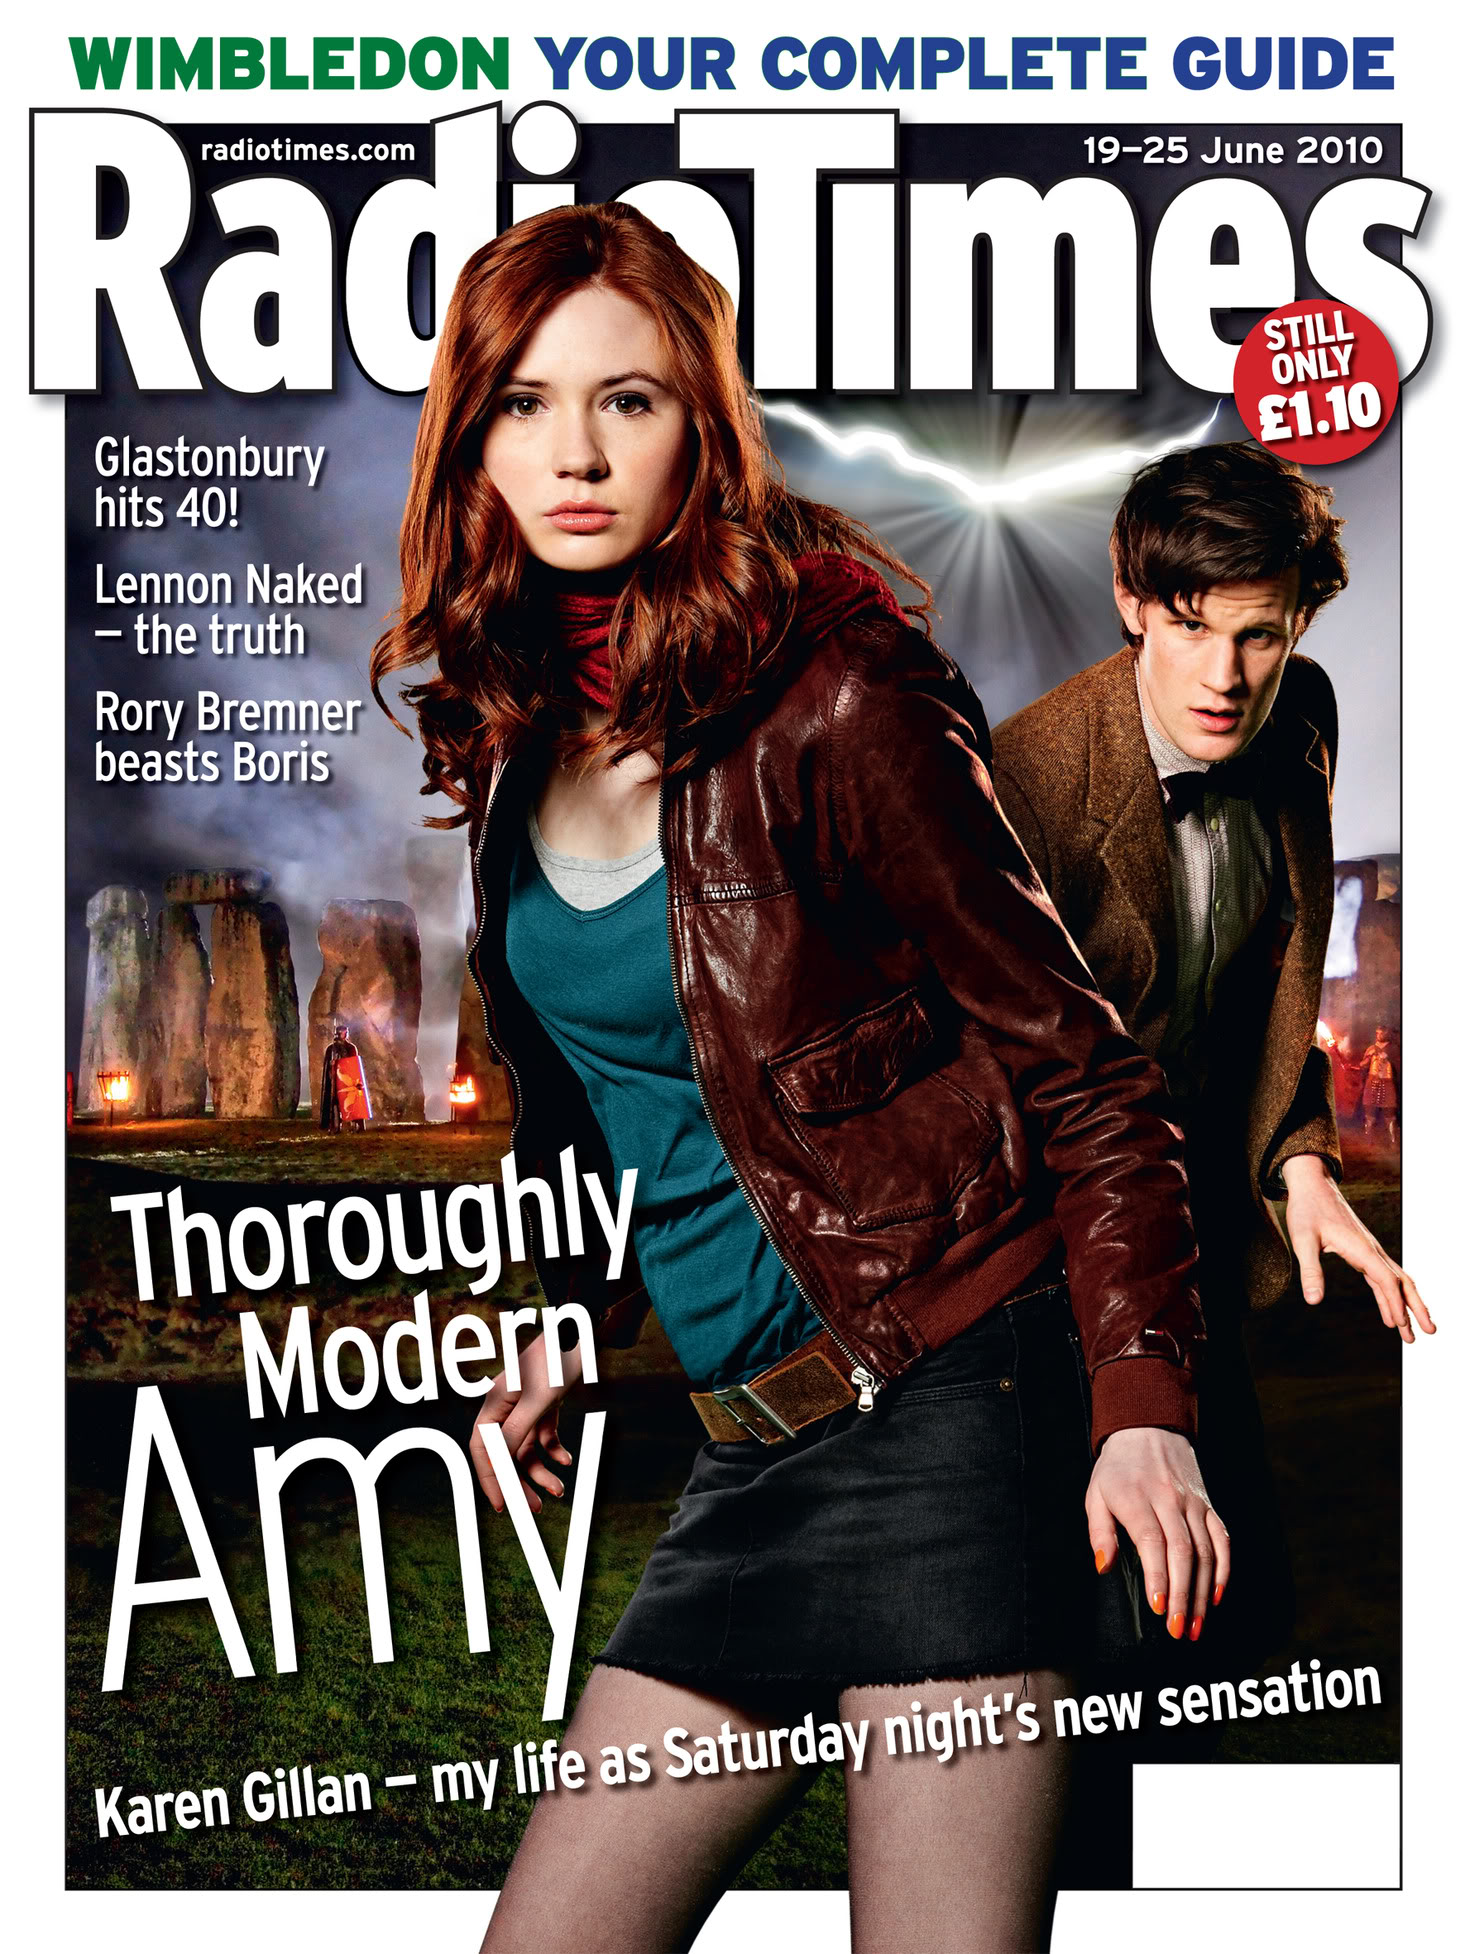 WIMBLEDON YOUR COMPLETE GUIDE
radiotimes.com
19–25 June 2010
RadioTimes
STILL
ONLY
£1.10
Glastonbury
hits 40!
Lennon Naked
– the truth
Rory Bremner
beasts Boris
Thoroughly
Modern
Amy
Karen Gillan – my life as Saturday night's new sensation